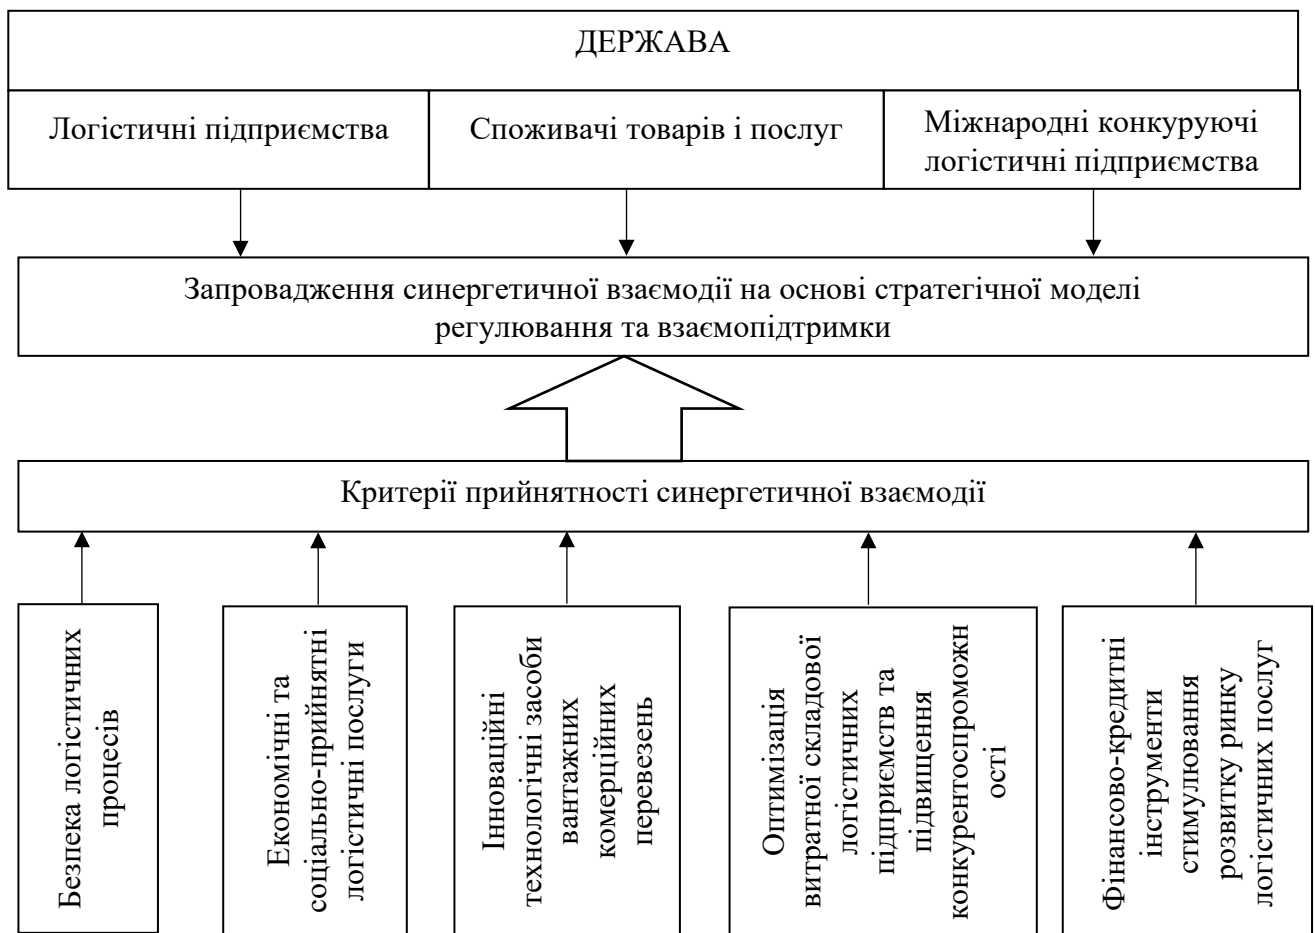 ДЕРЖАВА
Логістичні підприємства
Споживачі товарів і послуг
Міжнародні конкуруючі
логістичні підприємства
Запровадження синергетичної взаємодії на основі стратегічної моделі
регулювання та взаємопідтримки
Критерії прийнятності синергетичної взаємодії
Безпека логістичних
процесів
Економічні та
соціально-прийнятні
логістичні послуги
Інноваційні
технологічні засоби
вантажних
комерційних
перевезень
Оптимізація
витратної складової
логістичних
підприємств та
підвищення
конкурентоспроможн
ості
Фінансово-кредитні
інструменти
стимулювання
розвитку ринку
логістичних послуг